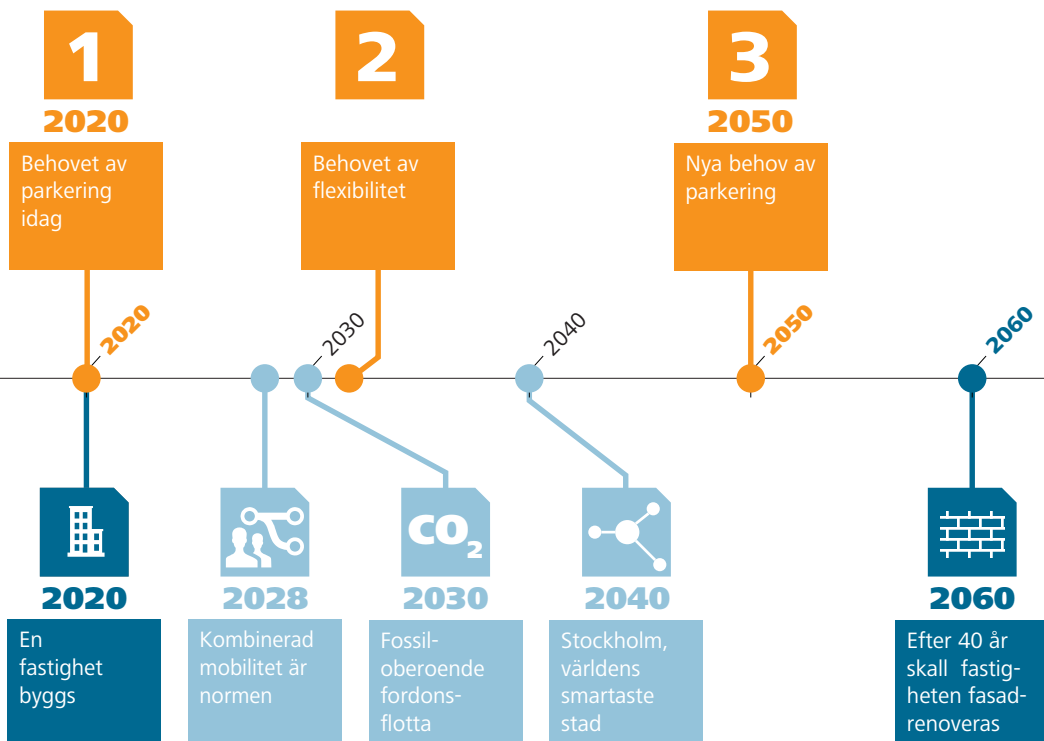 1
2020
Behovet av
parkering
idag
2
Behovet av
flexibilitet
3
2050
Nya behov av
parkering
2020
2030
2040
2050
2060
2020
En
fastighet
byggs
2028
Kombinerad
mobilitet är
normen
CO₂
2030
Fossil-
oberoende
fordons-
flotta
2040
Stockholm,
världens
smartaste
stad
2060
Efter 40 år
skall fastig-
heten fasad-
renoveras